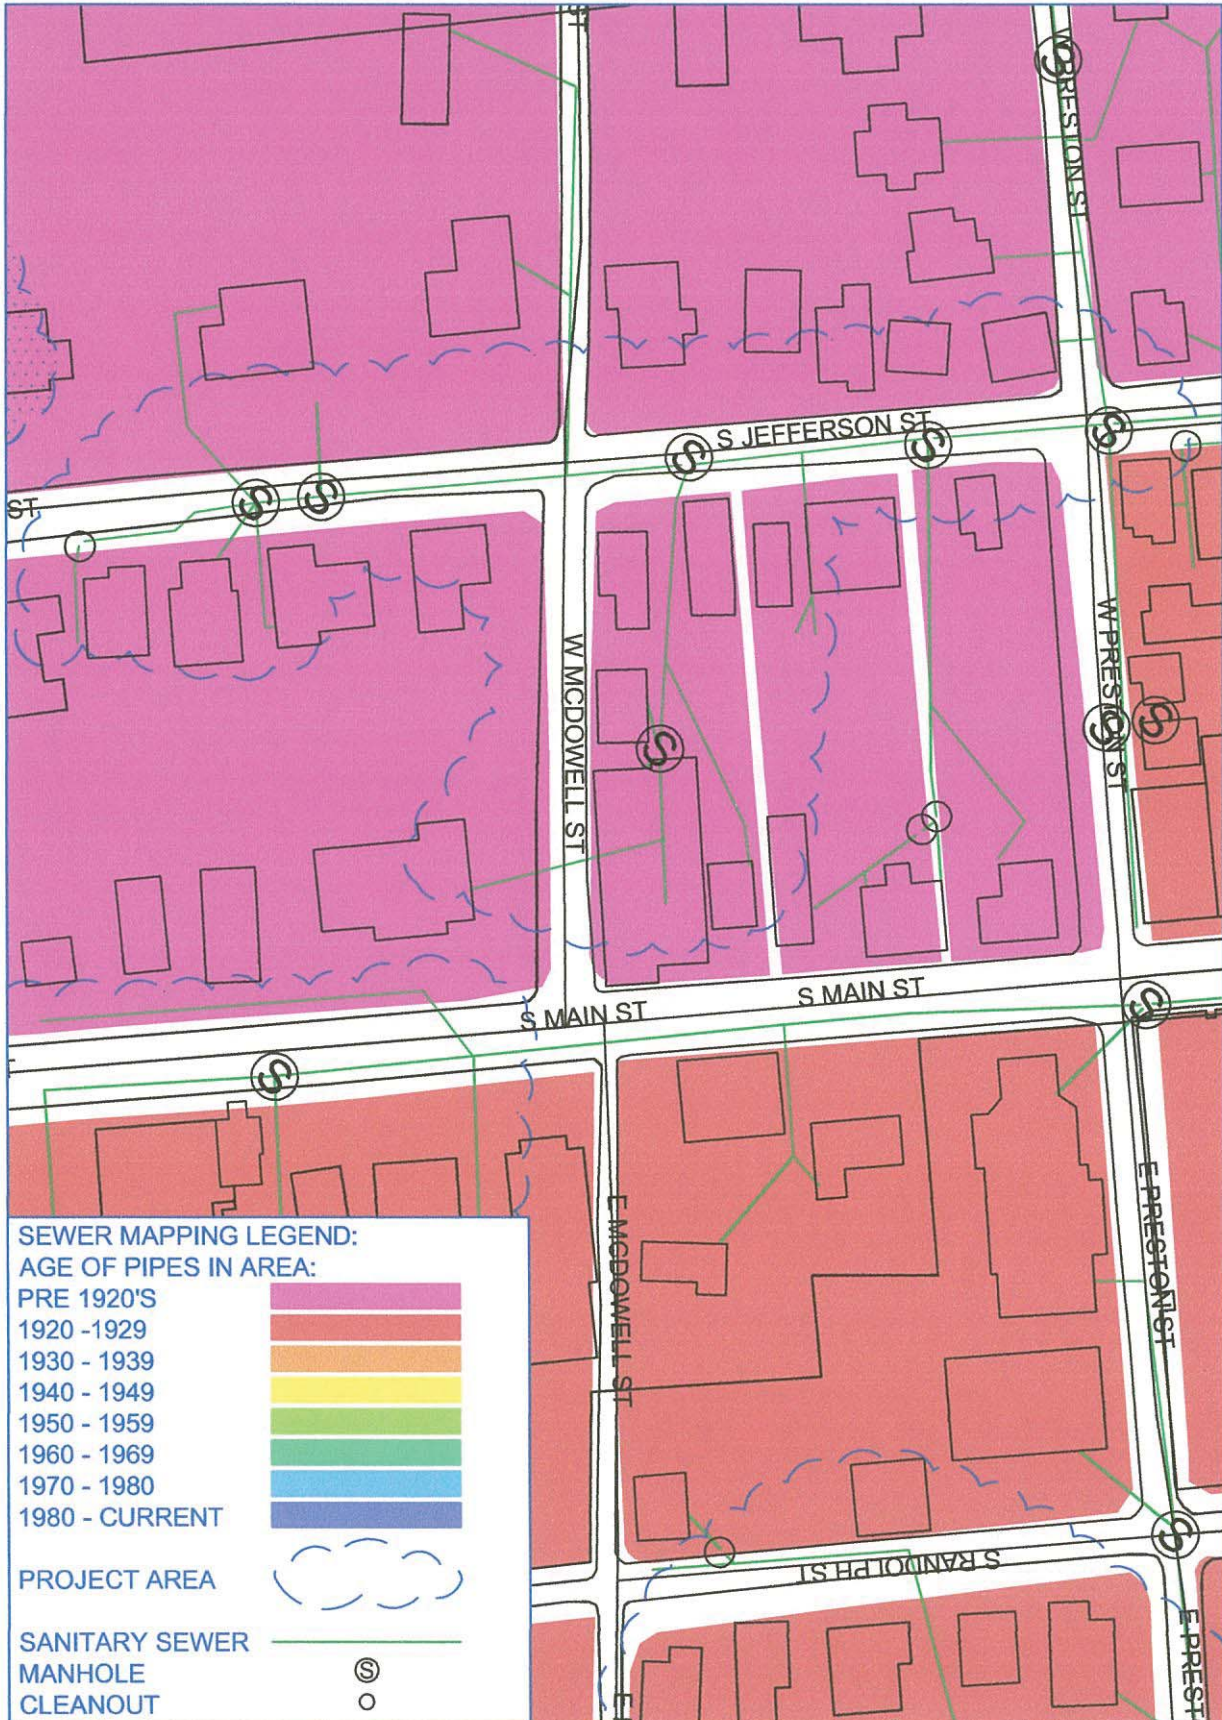 ST
W PRESTON ST
S JEFFERSON ST
ST
W MCDOWELL ST
W PRESTON ST
S MAIN ST
S MAIN ST
E MCDOWELL ST
E PRESTON ST
S RANDOLPH ST
E PREST
SEWER MAPPING LEGEND:
AGE OF PIPES IN AREA:
PRE 1920'S
1920 -1929
1930 - 1939
1940 - 1949
1950 - 1959
1960 - 1969
1970 - 1980
1980 - CURRENT
PROJECT AREA
SANITARY SEWER
MANHOLE
S
CLEANOUT